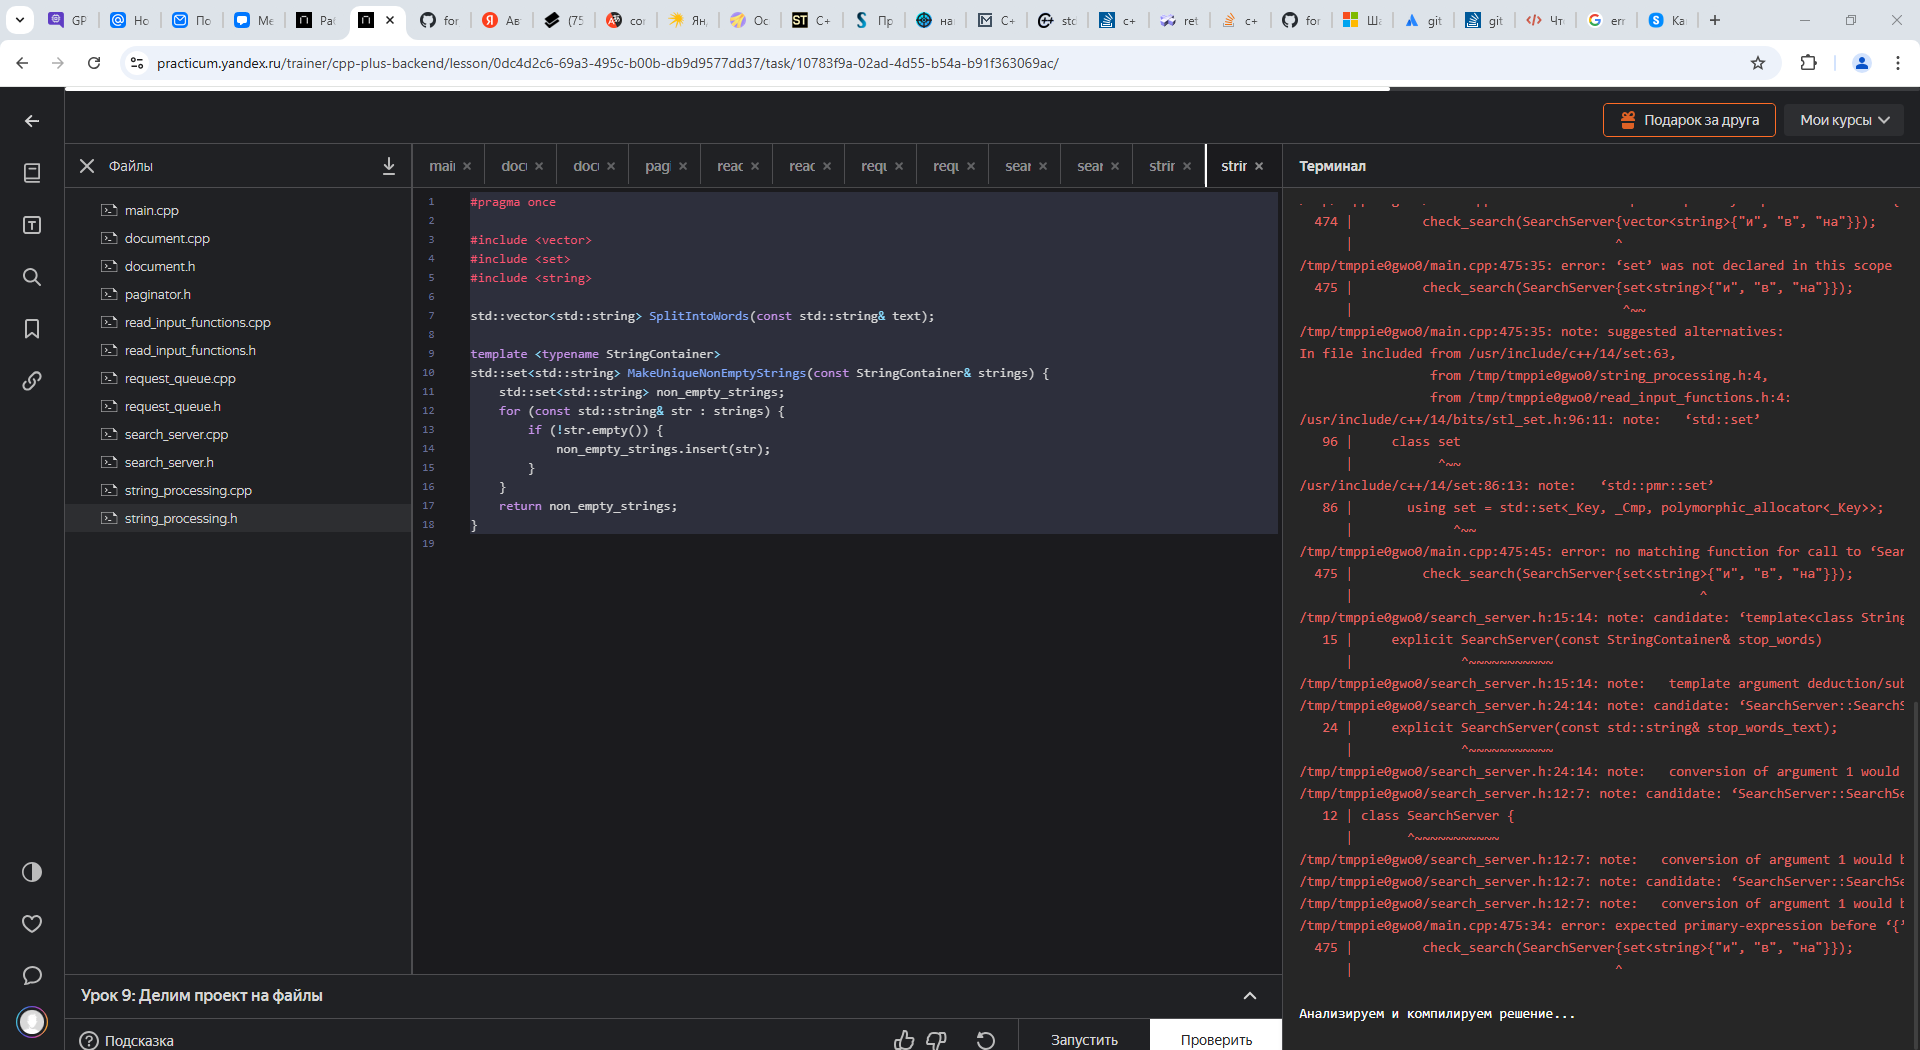 GP
Но
По
Ме
Ра
for
Ав
(75
co
Ян,
Ос
C+
Пр
на
C+
stc
c+
ret
c+
for
Ша
git
git
Чт
err
Ка
practicum.yandex.ru/trainer/cpp-plus-backend/lesson/0dc4d2c6-69a3-495c-b00b-db9d9577dd37/task/10783f9a-02ad-4d55-b54a-b91f363069ac/
Подарок за друга
Мои курсы
Файлы
main.cpp
document.cpp
document.h
paginator.h
read_input_functions.cpp
read_input_functions.h
request_queue.cpp
request_queue.h
search_server.cpp
search_server.h
string_processing.cpp
string_processing.h
mai docu docu pagi reac reac requ requ sear sear strir strir
1 #pragma once
2
3 #include <vector>
4 #include <set>
5 #include <string>
6
7 std::vector<std::string> SplitIntoWords(const std::string& text);
8
9 template <typename StringContainer>
10 std::set<std::string> MakeUniqueNonEmptyStrings(const StringContainer& strings) {
11 std::set<std::string> non_empty_strings;
12 for (const std::string& str : strings) {
13 if (!str.empty()) {
14 non_empty_strings.insert(str);
15 }
16 }
17 return non_empty_strings;
18 }
19
Терминал
474 | check_search(SearchServer{vector<string>{"и", "в", "на"}});
| ^
/tmp/tmppie0gwo0/main.cpp:475:35: error: ‘set’ was not declared in this scope
475 | check_search(SearchServer{set<string>{"и", "в", "на"}});
| ^~~
/tmp/tmppie0gwo0/main.cpp:475:35: note: suggested alternatives:
In file included from /usr/include/c++/14/set:63,
from /tmp/tmppie0gwo0/string_processing.h:4,
from /tmp/tmppie0gwo0/read_input_functions.h:4:
/usr/include/c++/14/bits/stl_set.h:96:11: note: ‘std::set’
96 | class set
| ^~~
/usr/include/c++/14/set:86:13: note: ‘std::pmr::set’
86 | using set = std::set<_Key, _Cmp, polymorphic_allocator<_Key>>;
| ^~~
/tmp/tmppie0gwo0/main.cpp:475:45: error: no matching function for call to ‘Sear
475 | check_search(SearchServer{set<string>{"и", "в", "на"}});
| ^
/tmp/tmppie0gwo0/search_server.h:15:14: note: candidate: ‘template<class String
15 | explicit SearchServer(const StringContainer& stop_words)
| ^~~~~~~~~~~~
/tmp/tmppie0gwo0/search_server.h:15:14: note: template argument deduction/sub
/tmp/tmppie0gwo0/search_server.h:24:14: note: candidate: ‘SearchServer::SearchS
24 | explicit SearchServer(const std::string& stop_words_text);
| ^~~~~~~~~~~~
/tmp/tmppie0gwo0/search_server.h:24:14: note: conversion of argument 1 would
/tmp/tmppie0gwo0/search_server.h:12:7: note: candidate: ‘SearchServer::SearchSe
12 | class SearchServer {
| ^~~~~~~~~~~~
/tmp/tmppie0gwo0/search_server.h:12:7: note: conversion of argument 1 would b
/tmp/tmppie0gwo0/search_server.h:12:7: note: candidate: ‘SearchServer::SearchSe
/tmp/tmppie0gwo0/search_server.h:12:7: note: conversion of argument 1 would b
/tmp/tmppie0gwo0/main.cpp:475:34: error: expected primary-expression before ‘{’
475 | check_search(SearchServer{set<string>{"и", "в", "на"}});
| ^
Анализируем и компилируем решение...
Урок 9: Делим проект на файлы
Подсказка
Запустить
Проверить